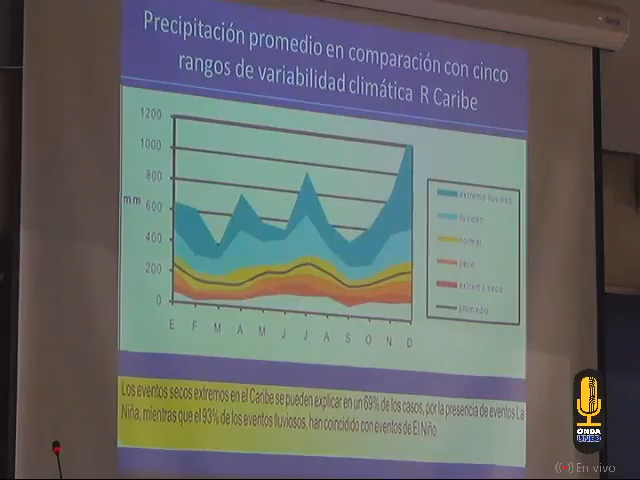 Precipitación promedio en comparación con cinco
rangos de variabilidad climática R Caribe
1200
1000
800
mm 600
400
200
0
E F M A M J J A S O N D
extremo lluvioso
lluvioso
normal
seco
extremo seco
promedio
Los eventos secos extremos en el Caribe se pueden explicar en un 69% de los casos, por la presencia de eventos La
Niña, mientras que el 93% de los eventos lluviosos, han coincidido con eventos de El Niño.
ONDA
UNED
En vivo